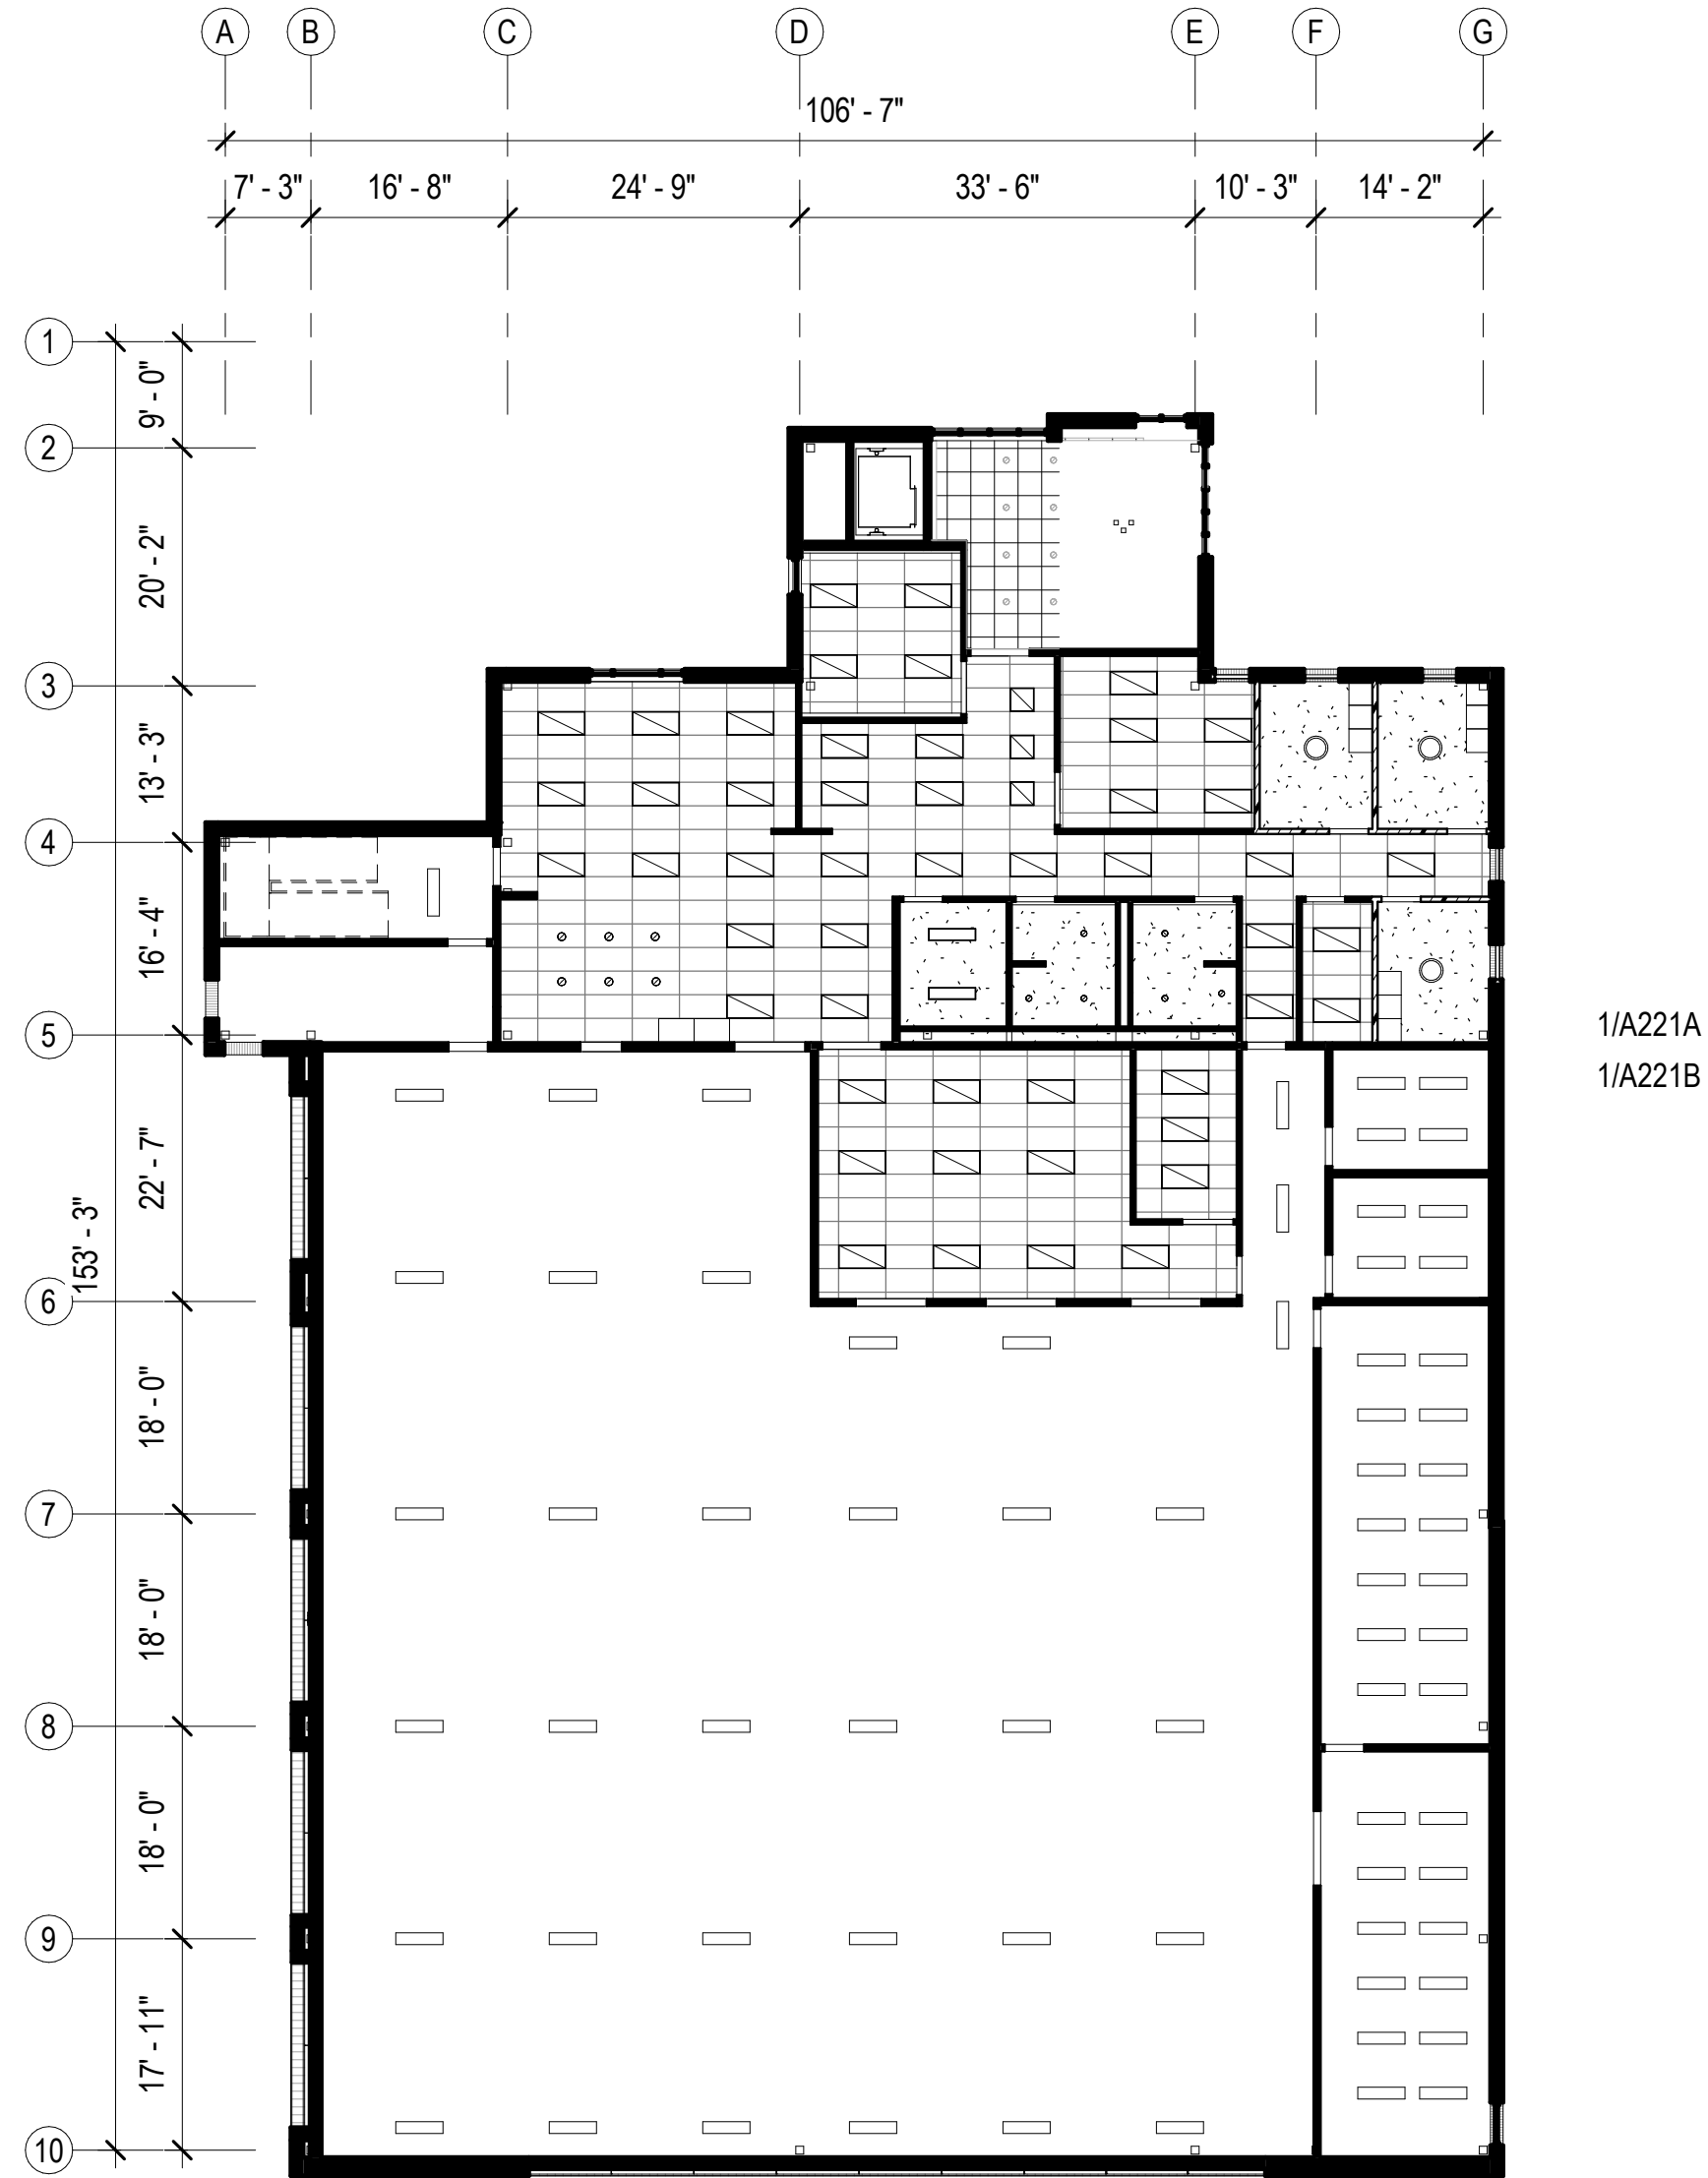 A B C D E F G
106' - 7"
7' - 3" 16' - 8" 24' - 9" 33' - 6" 10' - 3" 14' - 2"
1
9' - 0"
2
20' - 2"
3
13' - 3"
4
16' - 4"
5
1/A221A
1/A221B
22' - 7"
153' - 3"
6
18' - 0"
7
18' - 0"
8
18' - 0"
9
17' - 11"
10